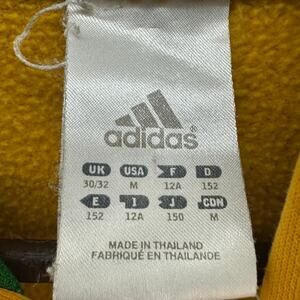 adidas
UK USA F D
30/32 M 12A 152
E I J CDN
152 12A 150 M
MADE IN THAILAND
FABRIQUÉ EN THAILANDE